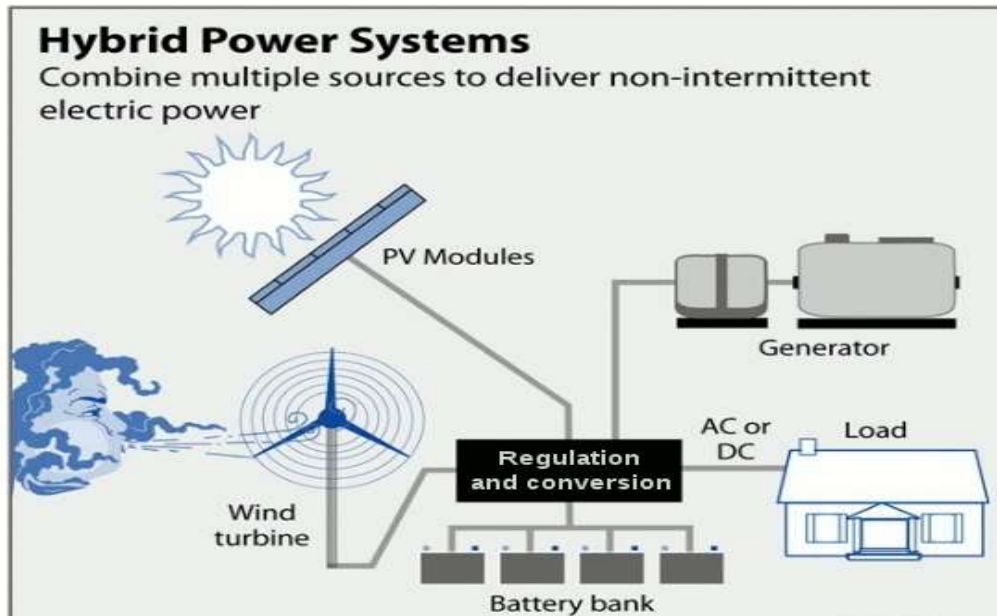 Hybrid Power Systems
Combine multiple sources to deliver non-intermittent
electric power
PV Modules
Generator
AC or
DC
Load
Regulation
and conversion
Wind
turbine
Battery bank